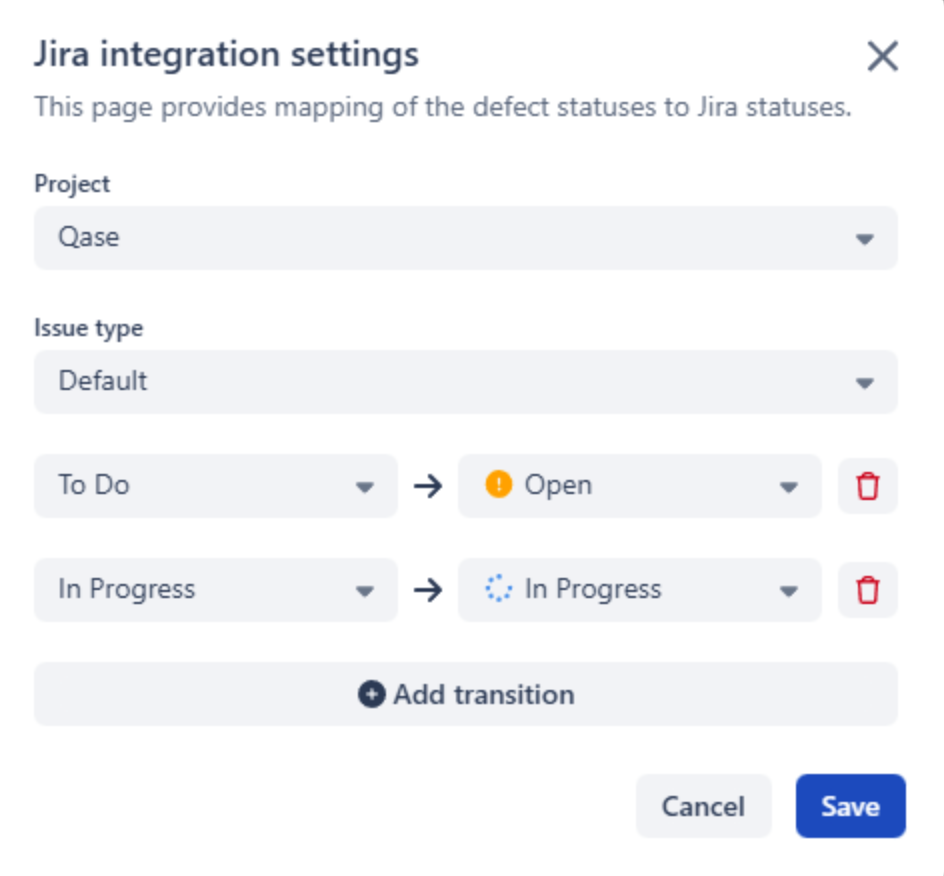 Jira integration settings
This page provides mapping of the defect statuses to Jira statuses.
Project
Qase
Issue type
Default
To Do → Open
In Progress → In Progress
Add transition
Cancel Save